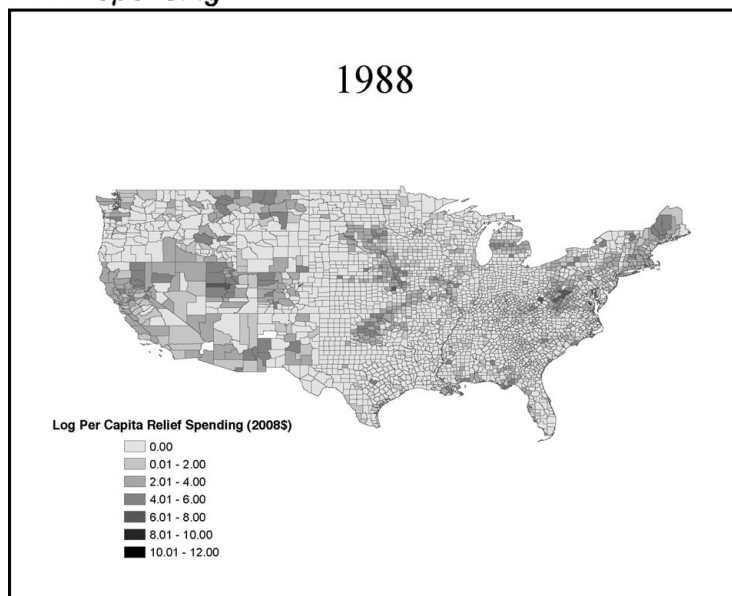 1988
Log Per Capita Relief Spending (2008$)
0.00
0.01 - 2.00
2.01 - 4.00
4.01 - 6.00
6.01 - 8.00
8.01 - 10.00
10.01 - 12.00